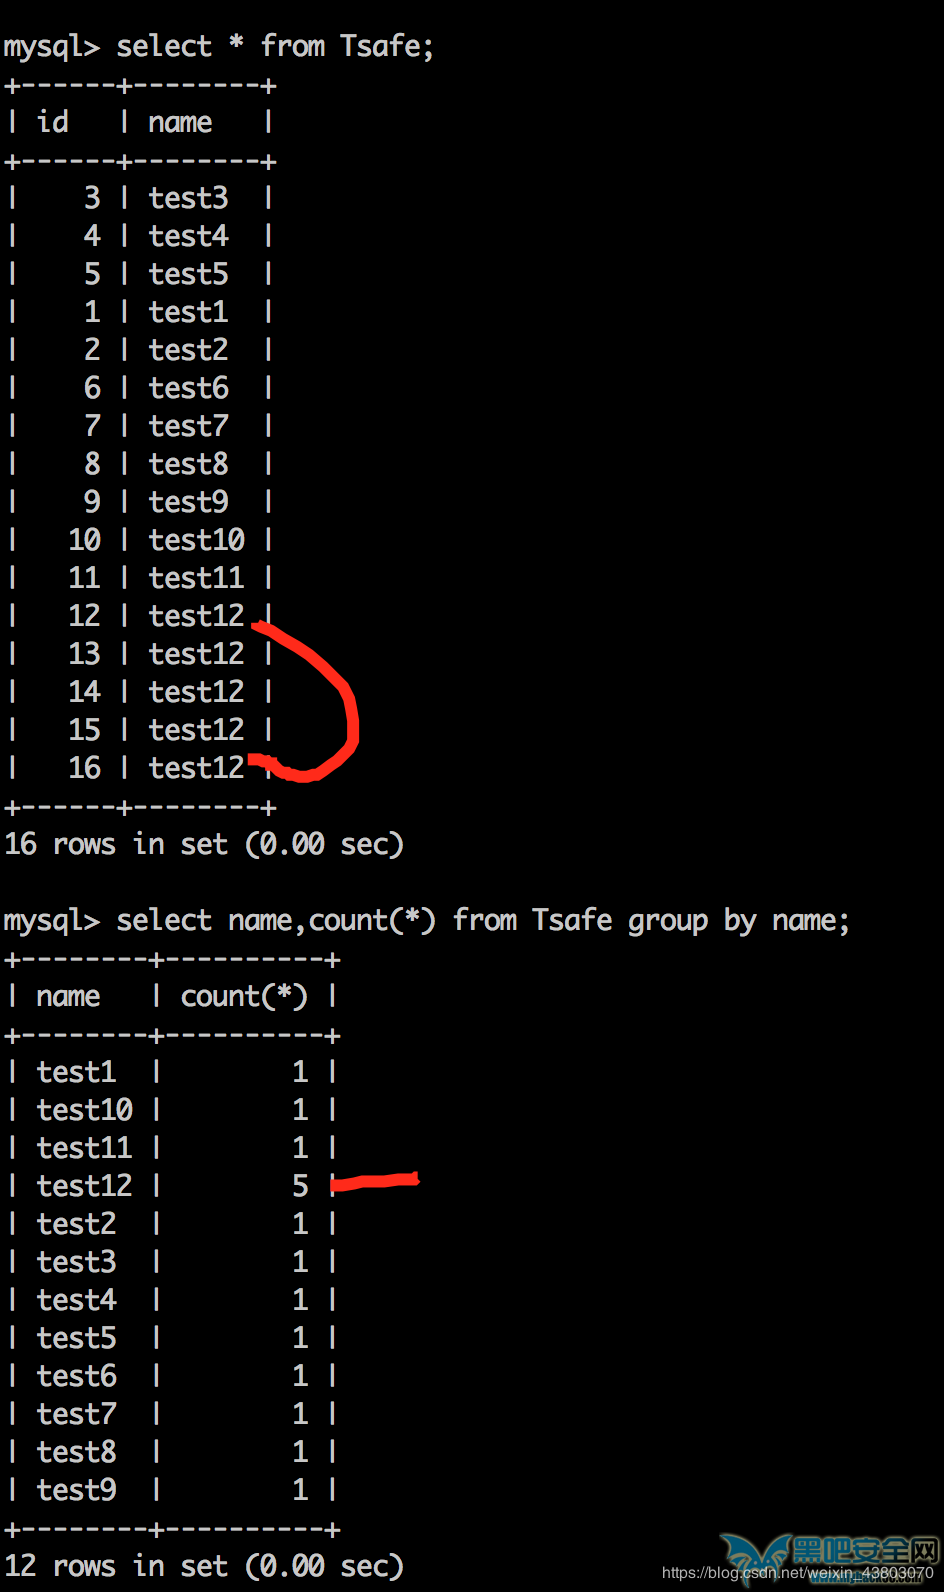 mysql> select * from Tsafe;
+------+--------+
| id   | name   |
+------+--------+
|    3 | test3  |
|    4 | test4  |
|    5 | test5  |
|    1 | test1  |
|    2 | test2  |
|    6 | test6  |
|    7 | test7  |
|    8 | test8  |
|    9 | test9  |
|   10 | test10 |
|   11 | test11 |
|   12 | test12 |
|   13 | test12 |
|   14 | test12 |
|   15 | test12 |
|   16 | test12 |
+------+--------+
16 rows in set (0.00 sec)
mysql> select name,count(*) from Tsafe group by name;
+--------+----------+
| name   | count(*) |
+--------+----------+
| test1  |        1 |
| test10 |        1 |
| test11 |        1 |
| test12 |        5 |
| test2  |        1 |
| test3  |        1 |
| test4  |        1 |
| test5  |        1 |
| test6  |        1 |
| test7  |        1 |
| test8  |        1 |
| test9  |        1 |
+--------+----------+
12 rows in set (0.00 sec)
黑吧安全网
https://blog.csdn.net/weixin_43803070